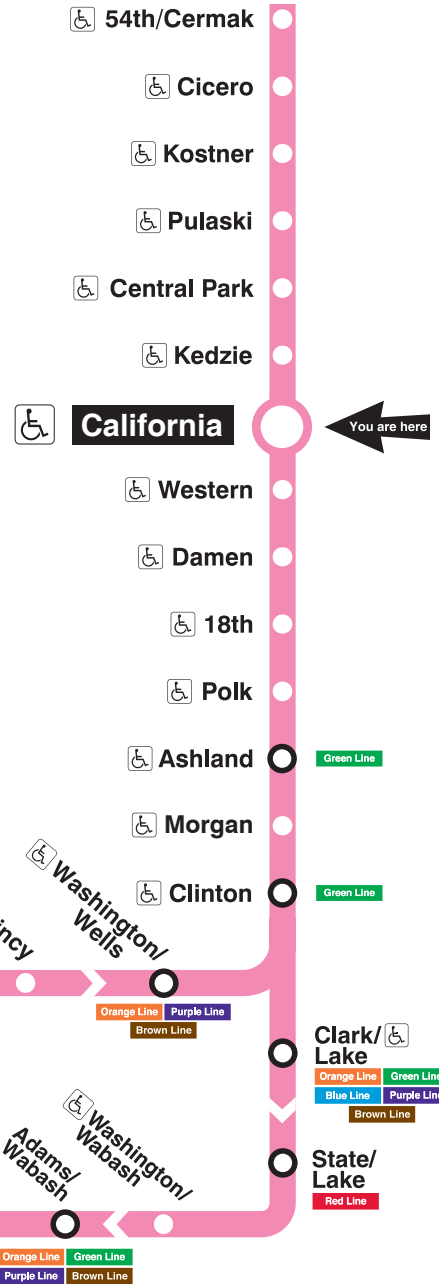 54th/Cermak
Cicero
Kostner
Pulaski
Central Park
Kedzie
California
You are here
Western
Damen
18th
Polk
Ashland
Green Line
Morgan
Clinton
Green Line
Washington/
Wells
Orange Line Purple Line
Brown Line
Clark/
Lake
Orange Line Green Line
Blue Line Purple Line
Brown Line
State/
Lake
Red Line
Washington/
Wabash
Adams/
Wabash
Orange Line Green Line
Purple Line Brown Line